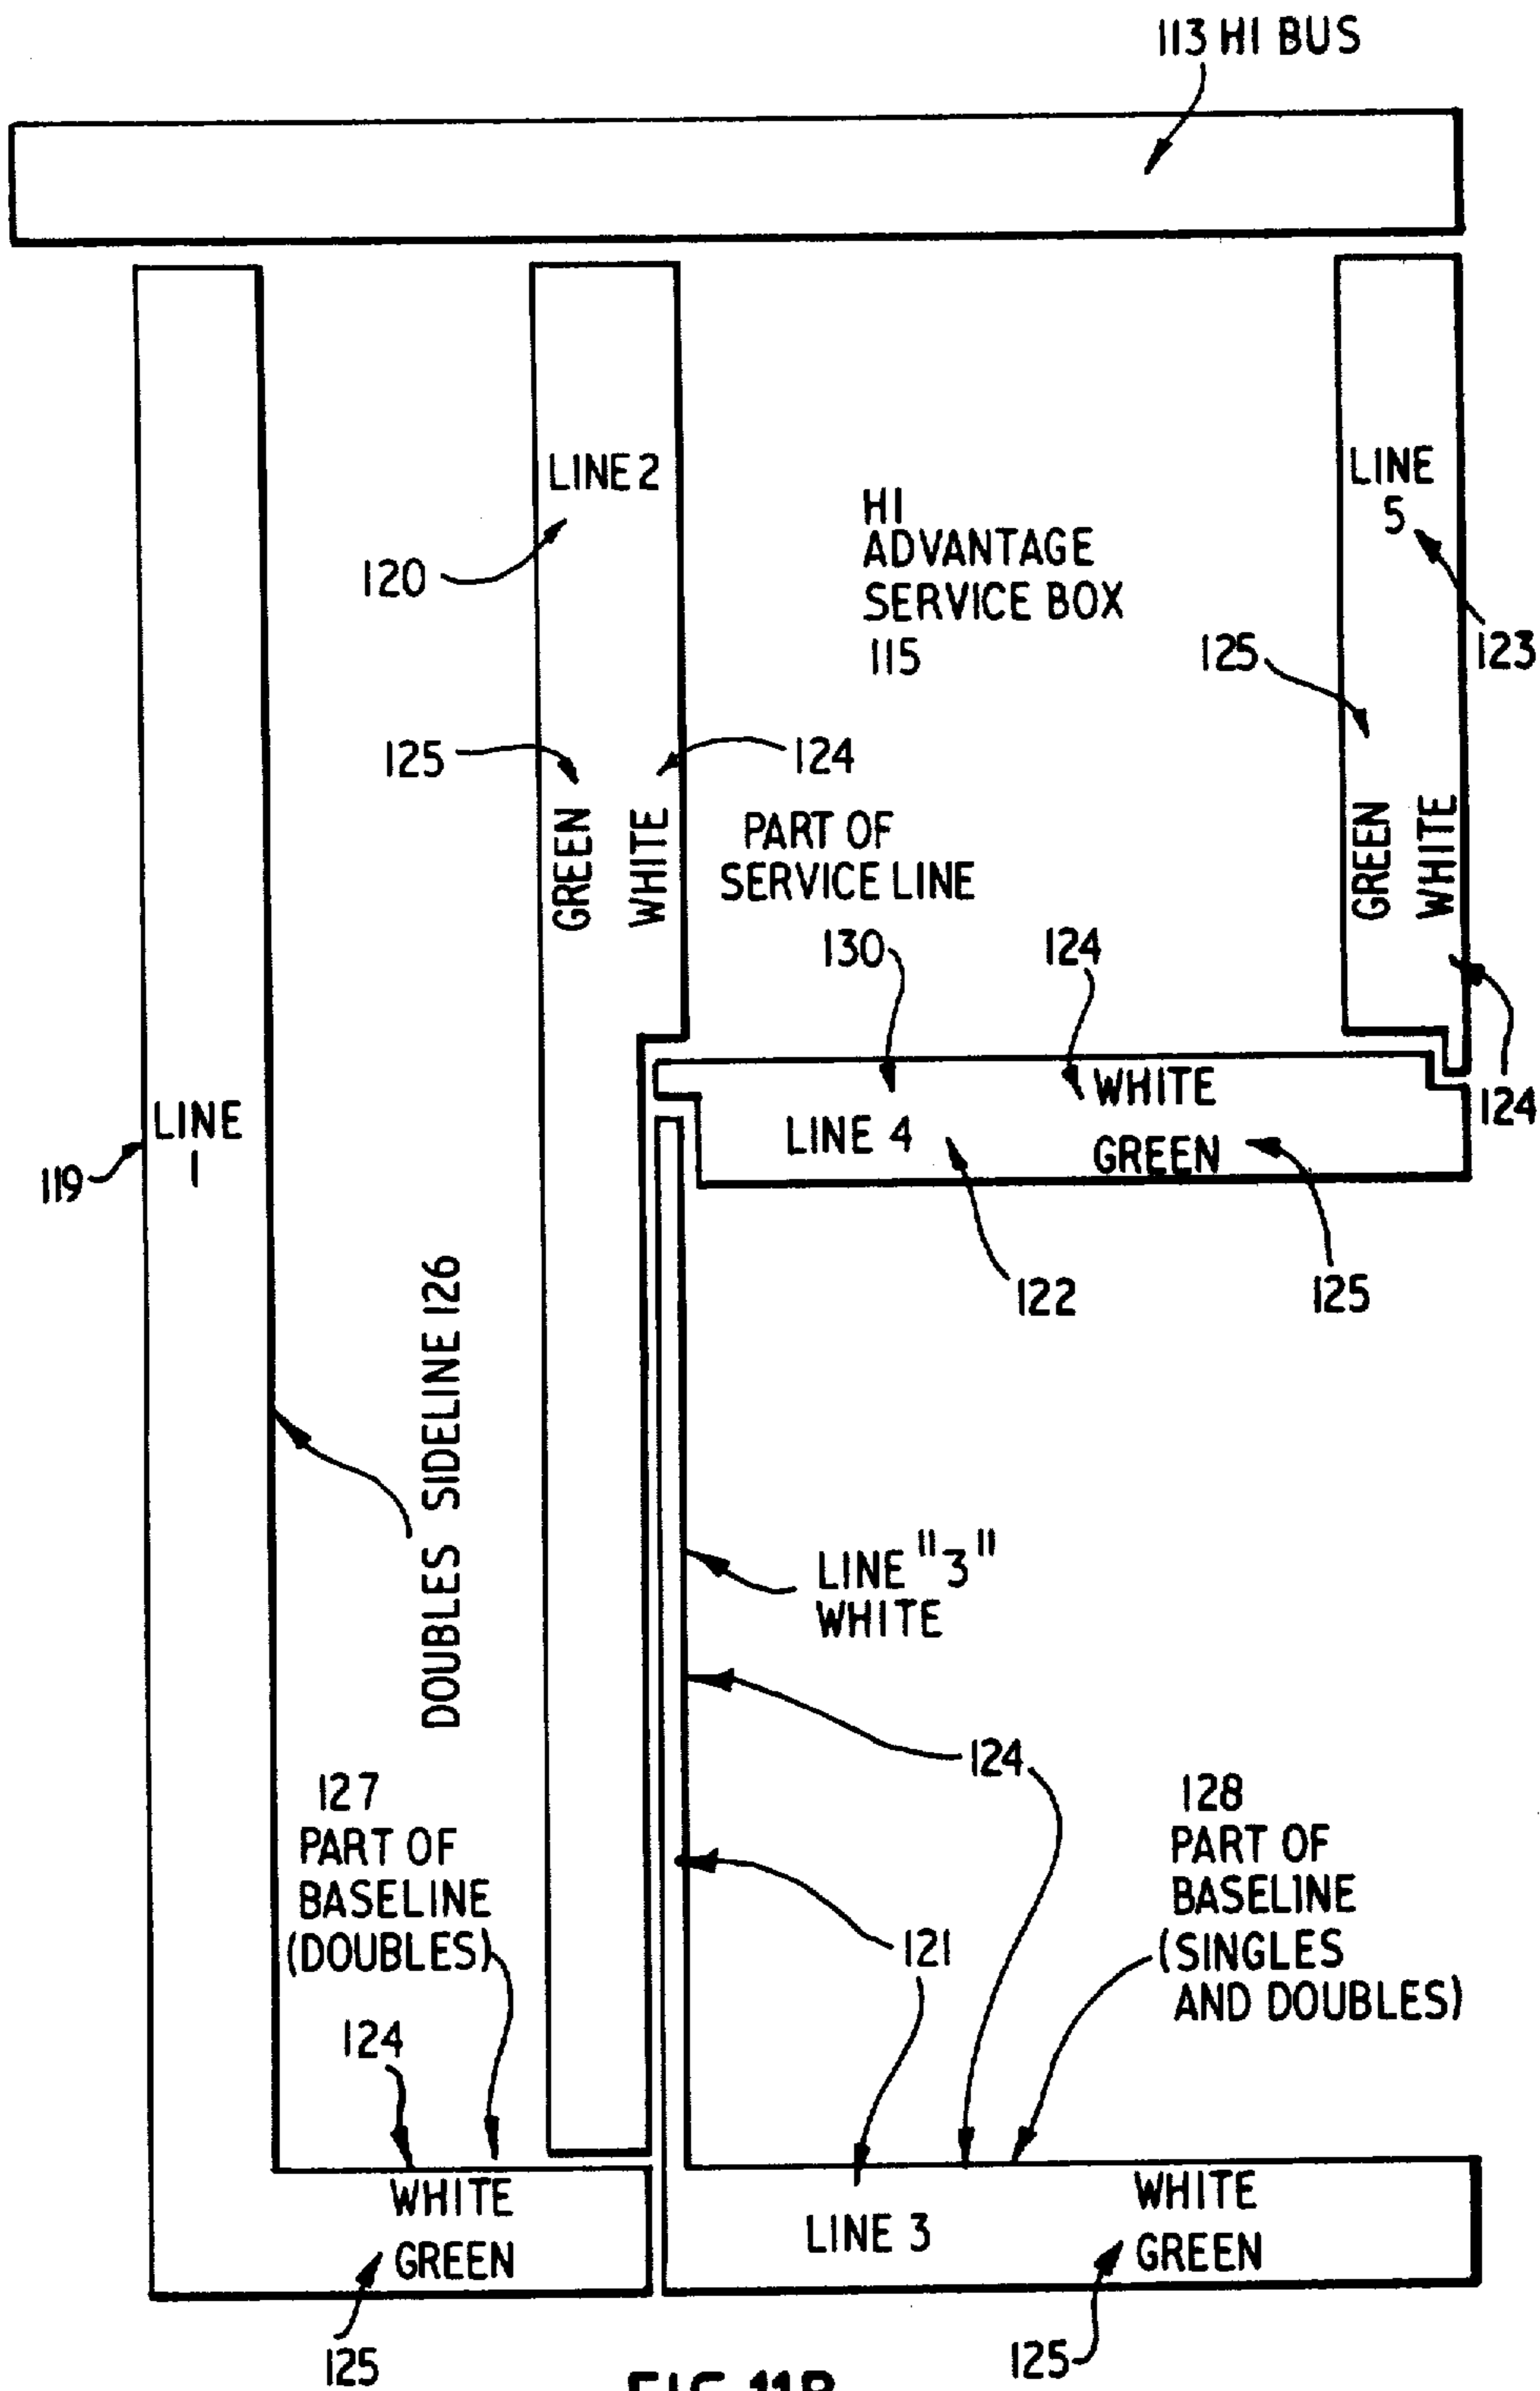 113 HI BUS
LINE 2
120
HI
ADVANTAGE
SERVICE BOX
115
LINE
5
123
125
125
124
GREEN
WHITE
PART OF
SERVICE LINE
GREEN
WHITE
130
124
124
WHITE
LINE 4
GREEN
122
125
LINE
1
119
DOUBLES SIDELINE 126
LINE "3"
WHITE
124
127
PART OF
BASELINE
(DOUBLES)
128
PART OF
BASELINE
(SINGLES
AND DOUBLES)
121
124
WHITE
GREEN
125
LINE 3
WHITE
GREEN
125
FIG. 11B